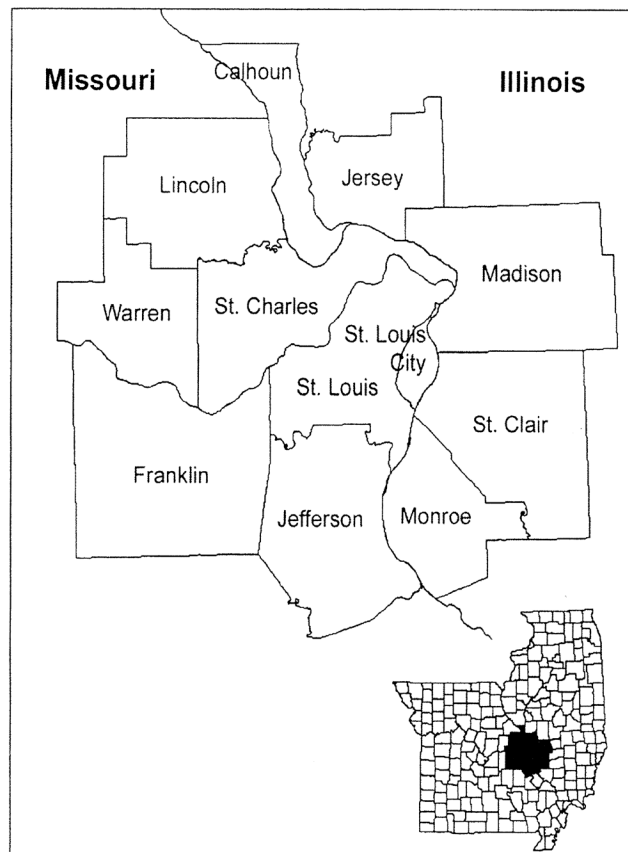 Calhoun
Missouri
Illinois
Lincoln
Jersey
Madison
Warren
St. Charles
St. Louis
City
St. Louis
St. Clair
Franklin
Jefferson
Monroe